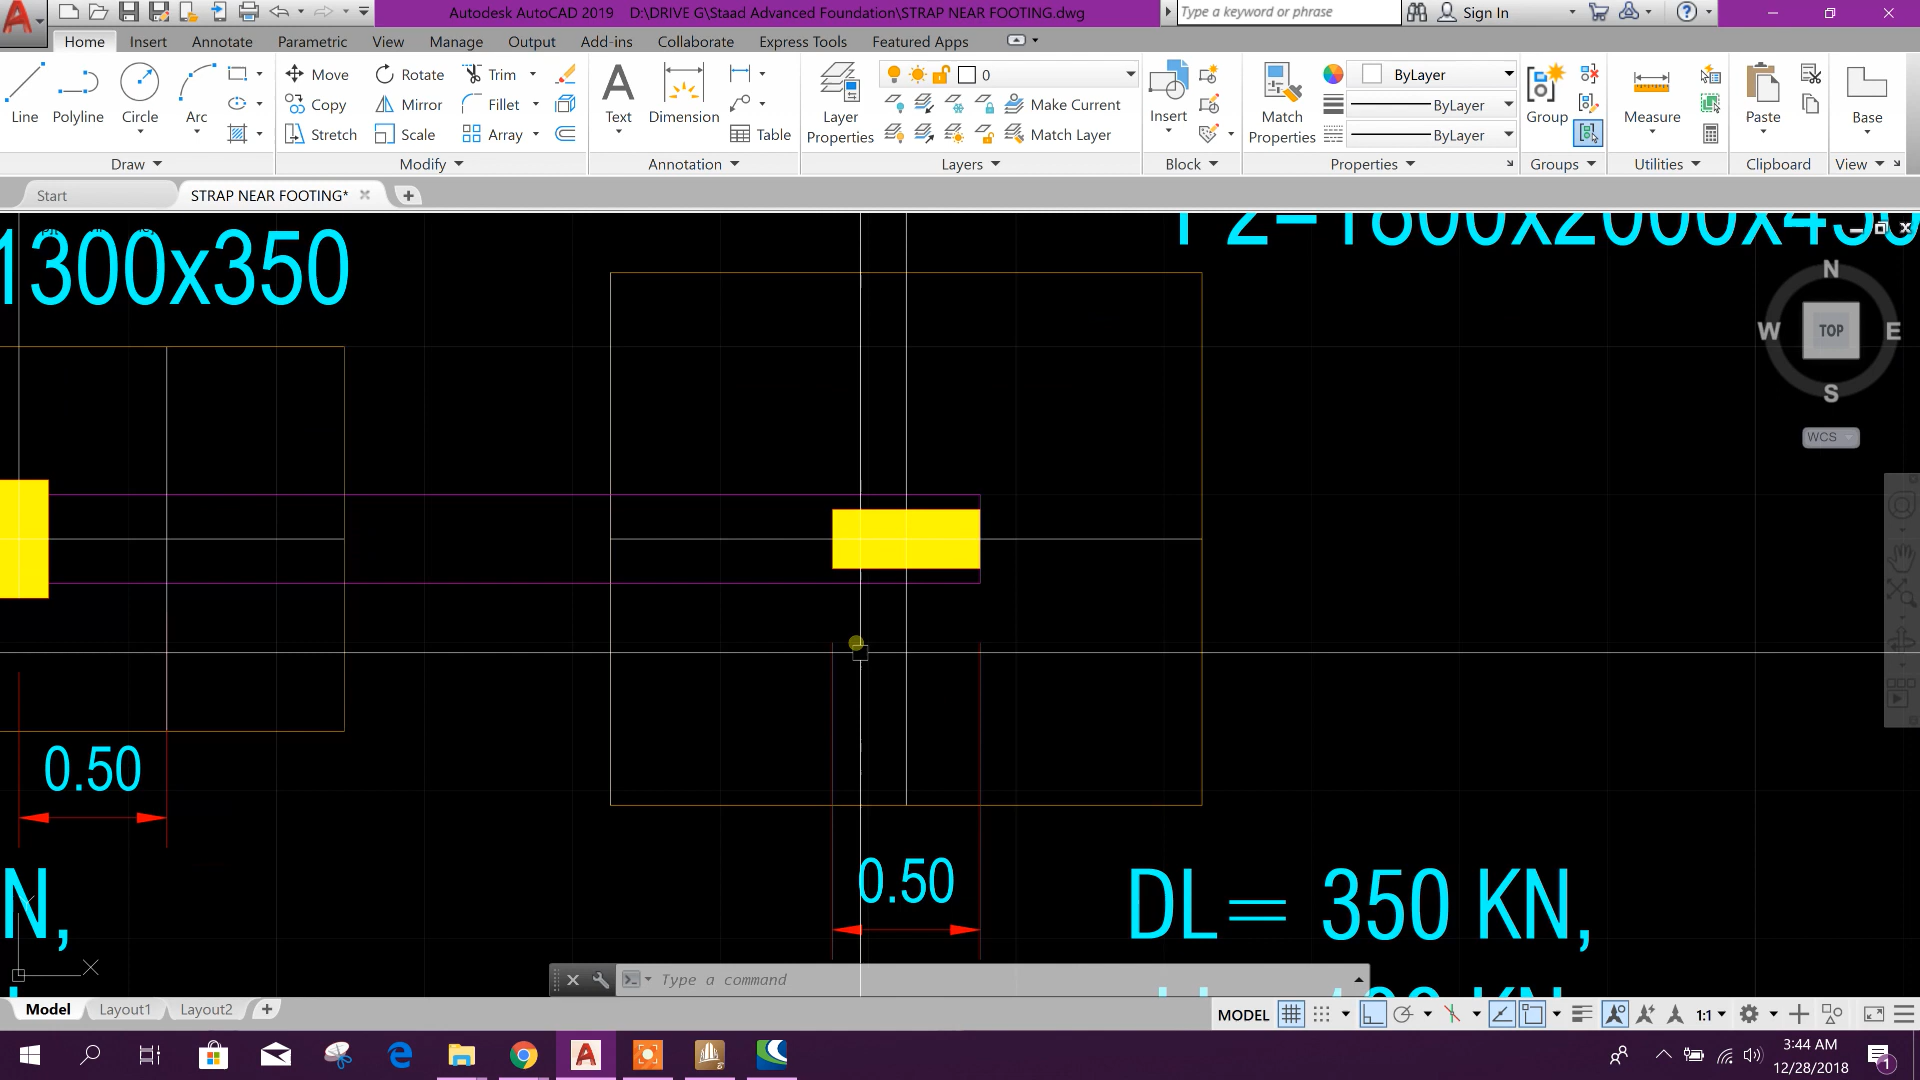 Autodesk AutoCAD 2019 D:\DRIVE G\Staad Advanced Foundation\STRAP NEAR FOOTING.dwg
Type a keyword or phrase
Sign In
Home Insert Annotate Parametric View Manage Output Add-ins Collaborate Express Tools Featured Apps
Line Polyline Circle Arc
Move Rotate Trim
Copy Mirror Fillet
Stretch Scale Array
Text Dimension Table
Layer Properties
0
Make Current
Match Layer
Insert
Match Properties
ByLayer
ByLayer
ByLayer
Group
Measure
Paste
Base
Draw Modify Annotation Layers Block Properties Groups Utilities Clipboard View
Start STRAP NEAR FOOTING*
1300x350
F2=1800x2000x450
N
W TOP E
S
WCS
0.50
0.50
N,
DL= 350 KN,
Type a command
Model Layout1 Layout2
MODEL 1:1
3:44 AM
12/28/2018
1